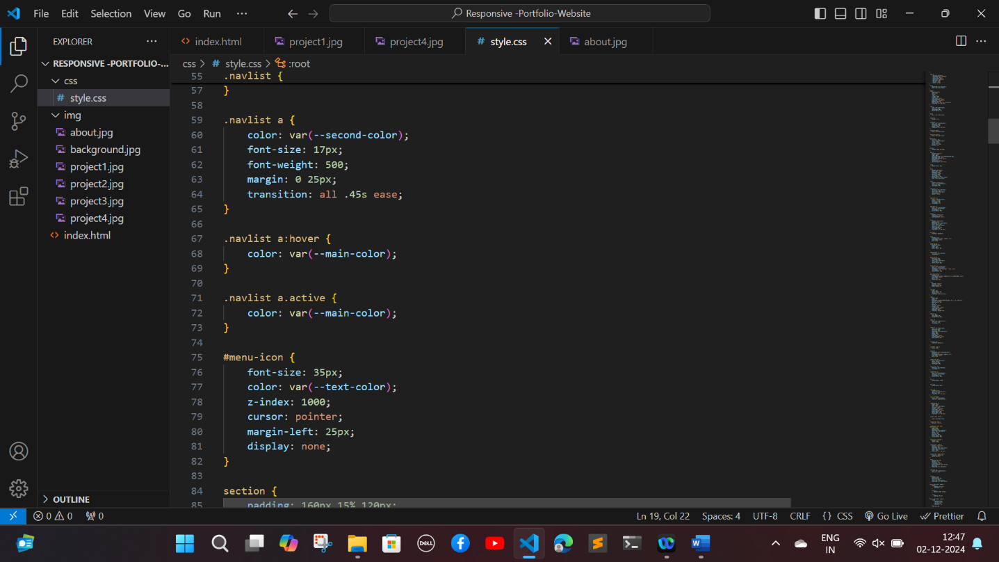 File Edit Selection View Go Run ··· Responsive -Portfolio-Website
EXPLORER ···
index.html project1.jpg project4.jpg # style.css about.jpg
RESPONSIVE -PORTFOLIO-...
css
# style.css
img
about.jpg
background.jpg
project1.jpg
project2.jpg
project3.jpg
project4.jpg
index.html
OUTLINE
css > # style.css > :root
55 .navlist {
57 }
58
59 .navlist a {
60 color: var(--second-color);
61 font-size: 17px;
62 font-weight: 500;
63 margin: 0 25px;
64 transition: all .45s ease;
65 }
66
67 .navlist a:hover {
68 color: var(--main-color);
69 }
70
71 .navlist a.active {
72 color: var(--main-color);
73 }
74
75 #menu-icon {
76 font-size: 35px;
77 color: var(--text-color);
78 z-index: 1000;
79 cursor: pointer;
80 margin-left: 25px;
81 display: none;
82 }
83
84 section {
85 padding: 160px 15% 120px;
0 0 0 Ln 19, Col 22 Spaces: 4 UTF-8 CRLF {} CSS Go Live Prettier
DELL
ENG
IN
12:47
02-12-2024